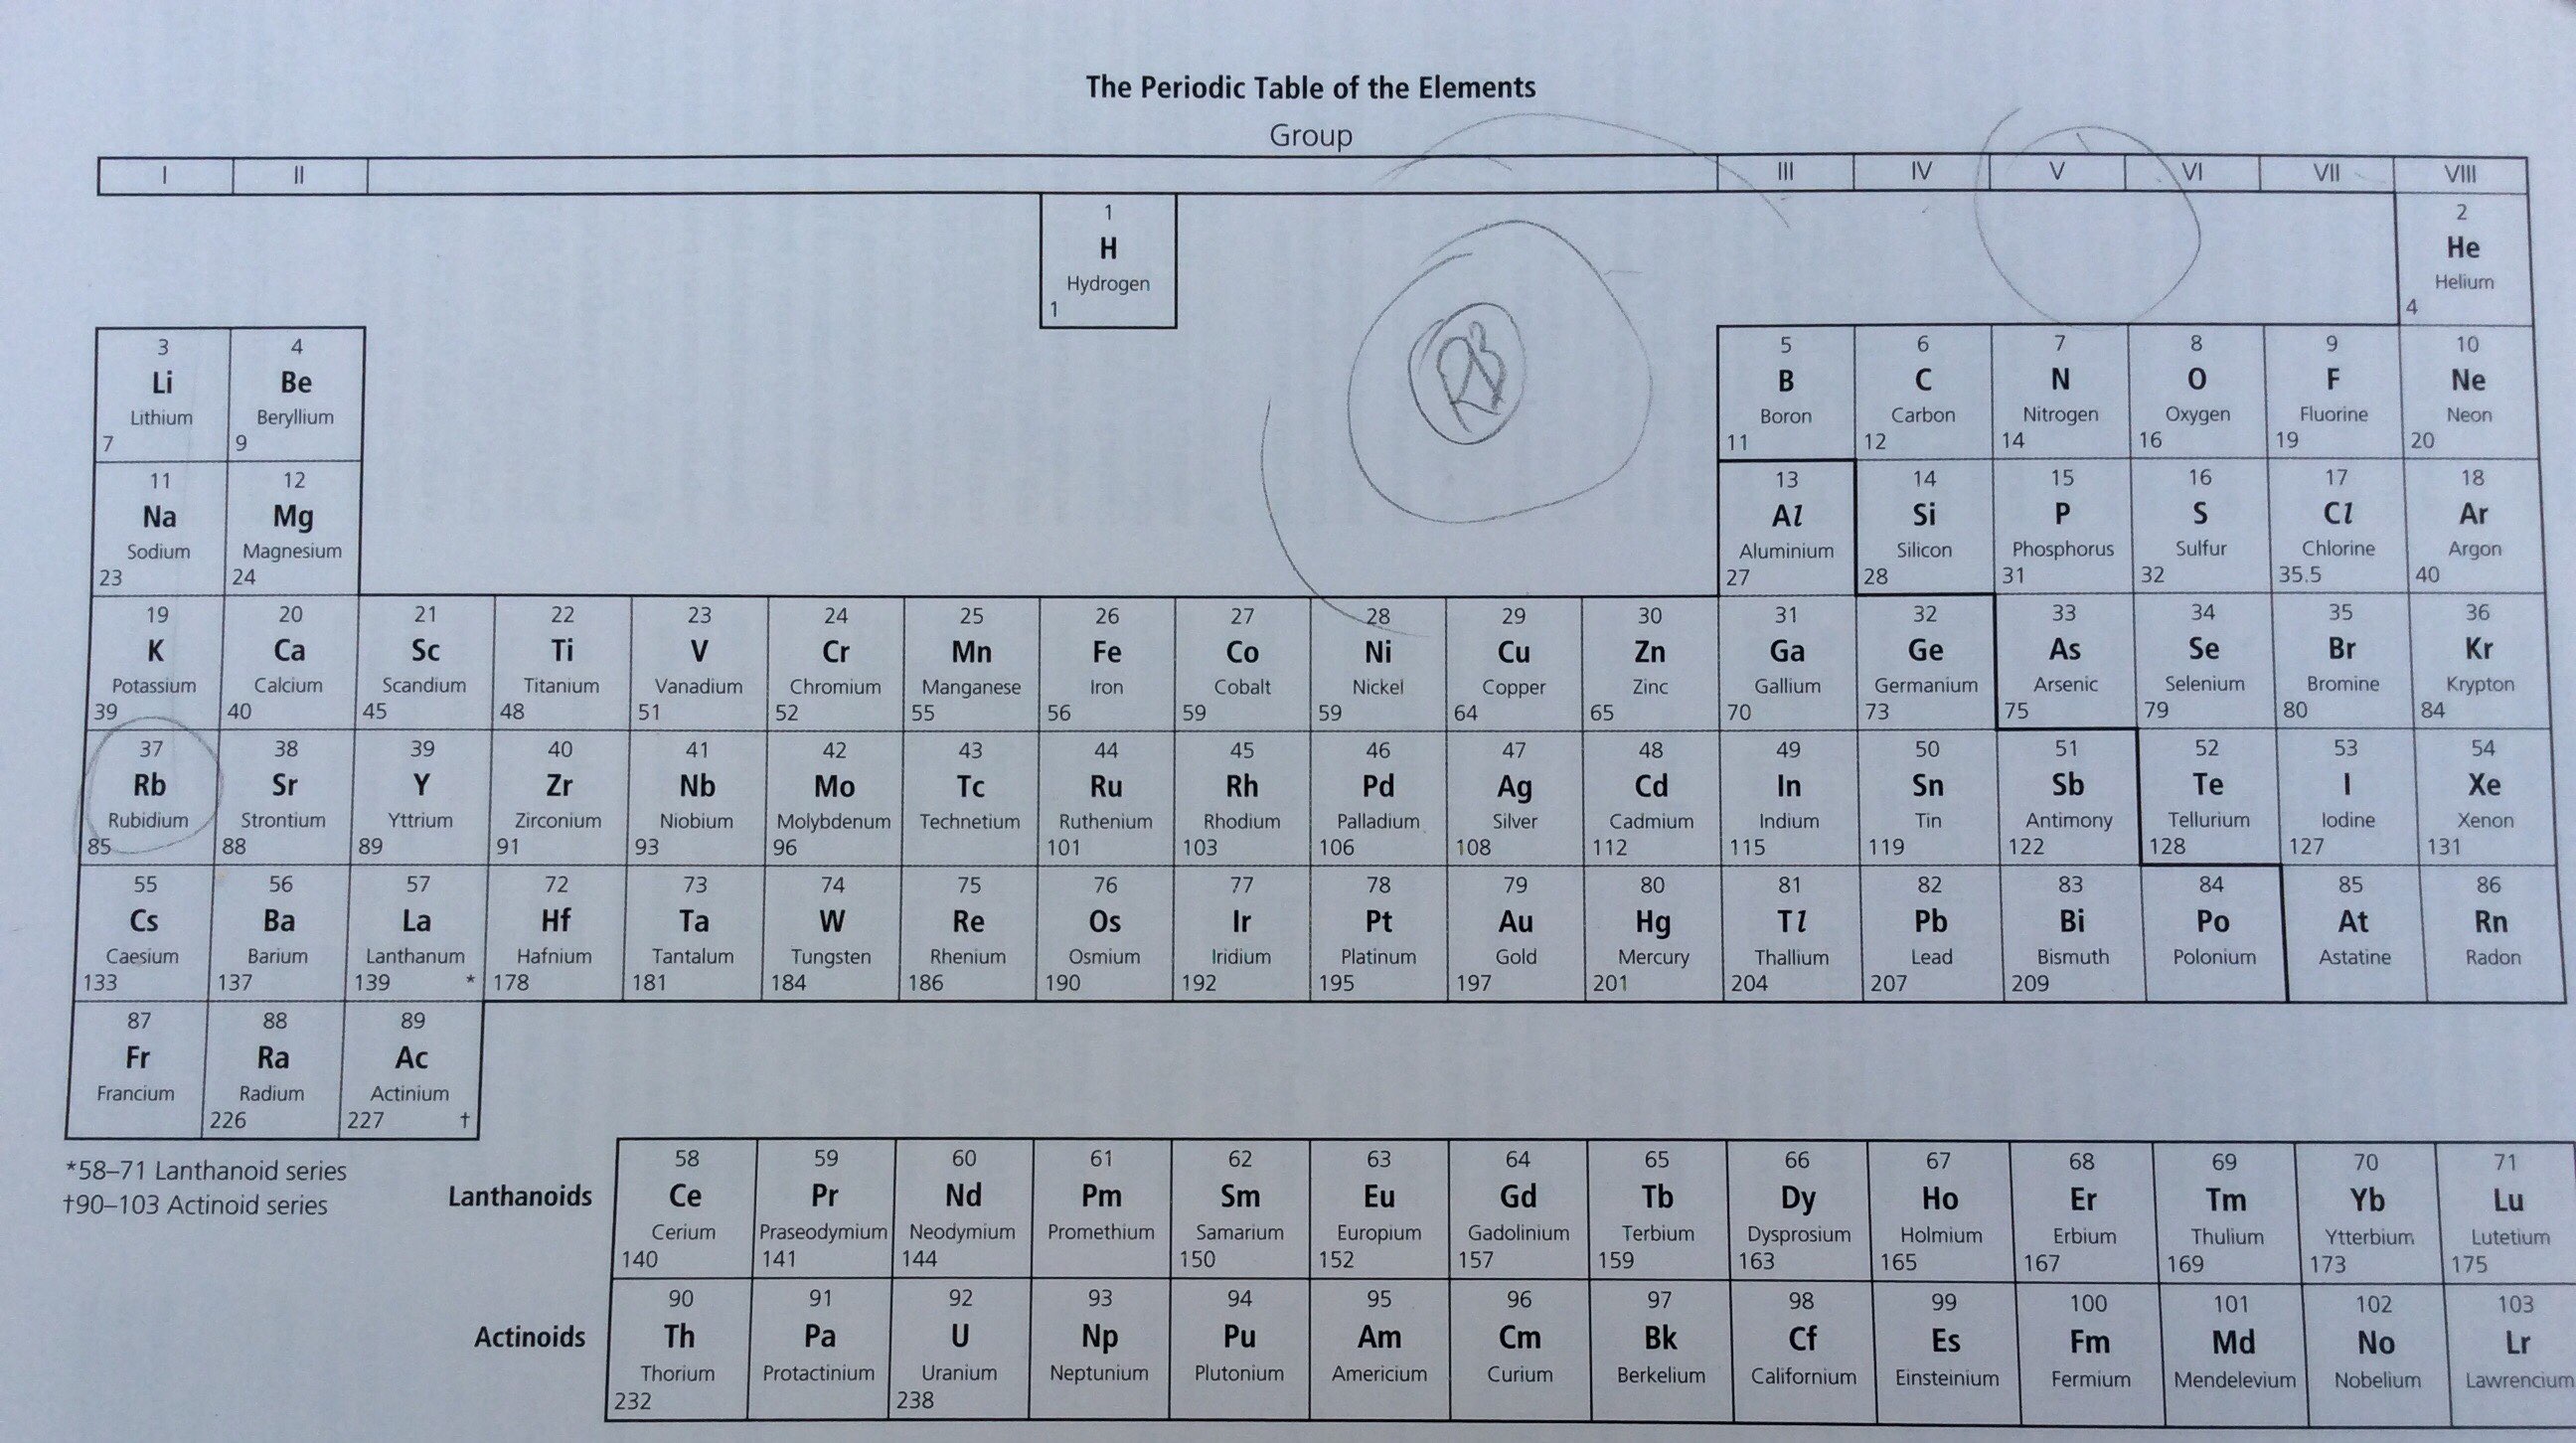 The Periodic Table of the Elements
Group
I II III IV V VI VII VIII
1 2
H He
Hydrogen Helium
1 4
RB
3 4 5 6 7 8 9 10
Li Be B C N O F Ne
Lithium Beryllium Boron Carbon Nitrogen Oxygen Fluorine Neon
7 9 11 12 14 16 19 20
11 12 13 14 15 16 17 18
Na Mg Al Si P S Cl Ar
Sodium Magnesium Aluminium Silicon Phosphorus Sulfur Chlorine Argon
23 24 27 28 31 32 35.5 40
19 20 21 22 23 24 25 26 27 28 29 30 31 32 33 34 35 36
K Ca Sc Ti V Cr Mn Fe Co Ni Cu Zn Ga Ge As Se Br Kr
Potassium Calcium Scandium Titanium Vanadium Chromium Manganese Iron Cobalt Nickel Copper Zinc Gallium Germanium Arsenic Selenium Bromine Krypton
39 40 45 48 51 52 55 56 59 59 64 65 70 73 75 79 80 84
37 38 39 40 41 42 43 44 45 46 47 48 49 50 51 52 53 54
Rb Sr Y Zr Nb Mo Tc Ru Rh Pd Ag Cd In Sn Sb Te I Xe
Rubidium Strontium Yttrium Zirconium Niobium Molybdenum Technetium Ruthenium Rhodium Palladium Silver Cadmium Indium Tin Antimony Tellurium Iodine Xenon
85 88 89 91 93 96 101 103 106 108 112 115 119 122 128 127 131
55 56 57 72 73 74 75 76 77 78 79 80 81 82 83 84 85 86
Cs Ba La Hf Ta W Re Os Ir Pt Au Hg Tl Pb Bi Po At Rn
Caesium Barium Lanthanum Hafnium Tantalum Tungsten Rhenium Osmium Iridium Platinum Gold Mercury Thallium Lead Bismuth Polonium Astatine Radon
133 137 139 * 178 181 184 186 190 192 195 197 201 204 207 209
87 88 89
Fr Ra Ac
Francium Radium Actinium
226 227 †
*58–71 Lanthanoid series
†90–103 Actinoid series
Lanthanoids
58 59 60 61 62 63 64 65 66 67 68 69 70 71
Ce Pr Nd Pm Sm Eu Gd Tb Dy Ho Er Tm Yb Lu
Cerium Praseodymium Neodymium Promethium Samarium Europium Gadolinium Terbium Dysprosium Holmium Erbium Thulium Ytterbium Lutetium
140 141 144 150 152 157 159 163 165 167 169 173 175
Actinoids
90 91 92 93 94 95 96 97 98 99 100 101 102 103
Th Pa U Np Pu Am Cm Bk Cf Es Fm Md No Lr
Thorium Protactinium Uranium Neptunium Plutonium Americium Curium Berkelium Californium Einsteinium Fermium Mendelevium Nobelium Lawrencium
232 238